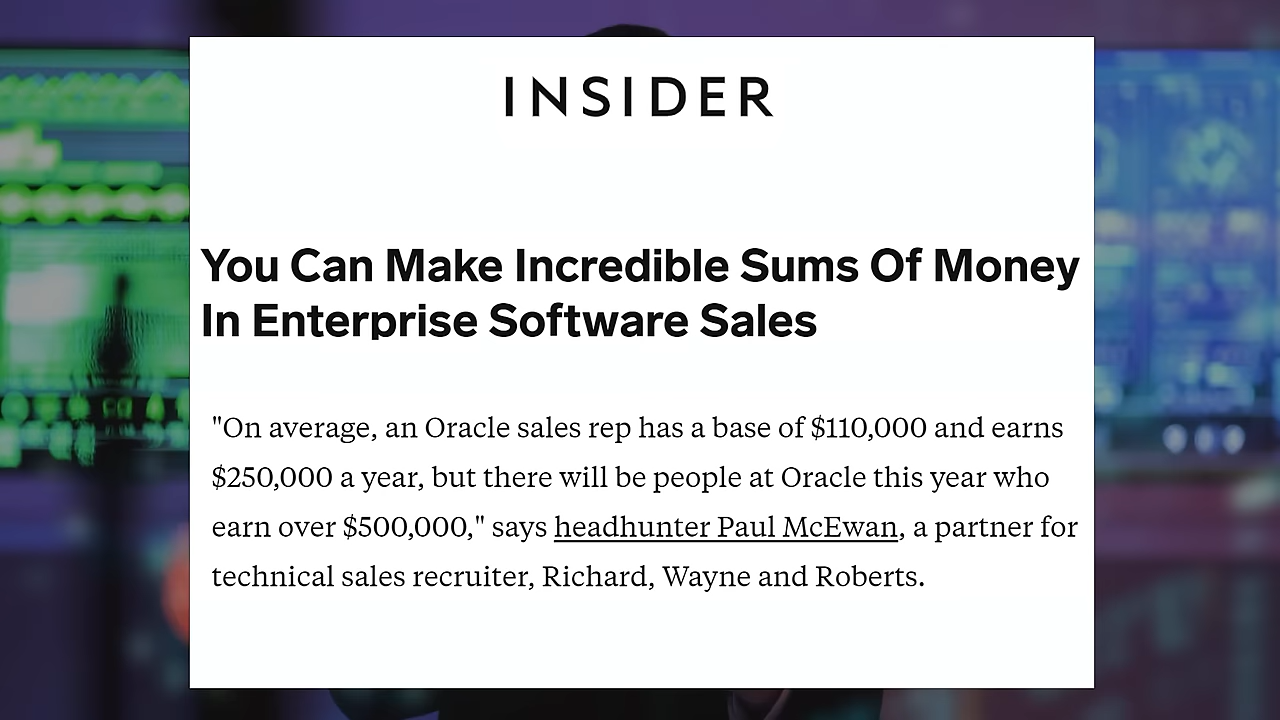 INSIDER
You Can Make Incredible Sums Of Money
In Enterprise Software Sales
"On average, an Oracle sales rep has a base of $110,000 and earns
$250,000 a year, but there will be people at Oracle this year who
earn over $500,000," says headhunter Paul McEwan, a partner for
technical sales recruiter, Richard, Wayne and Roberts.